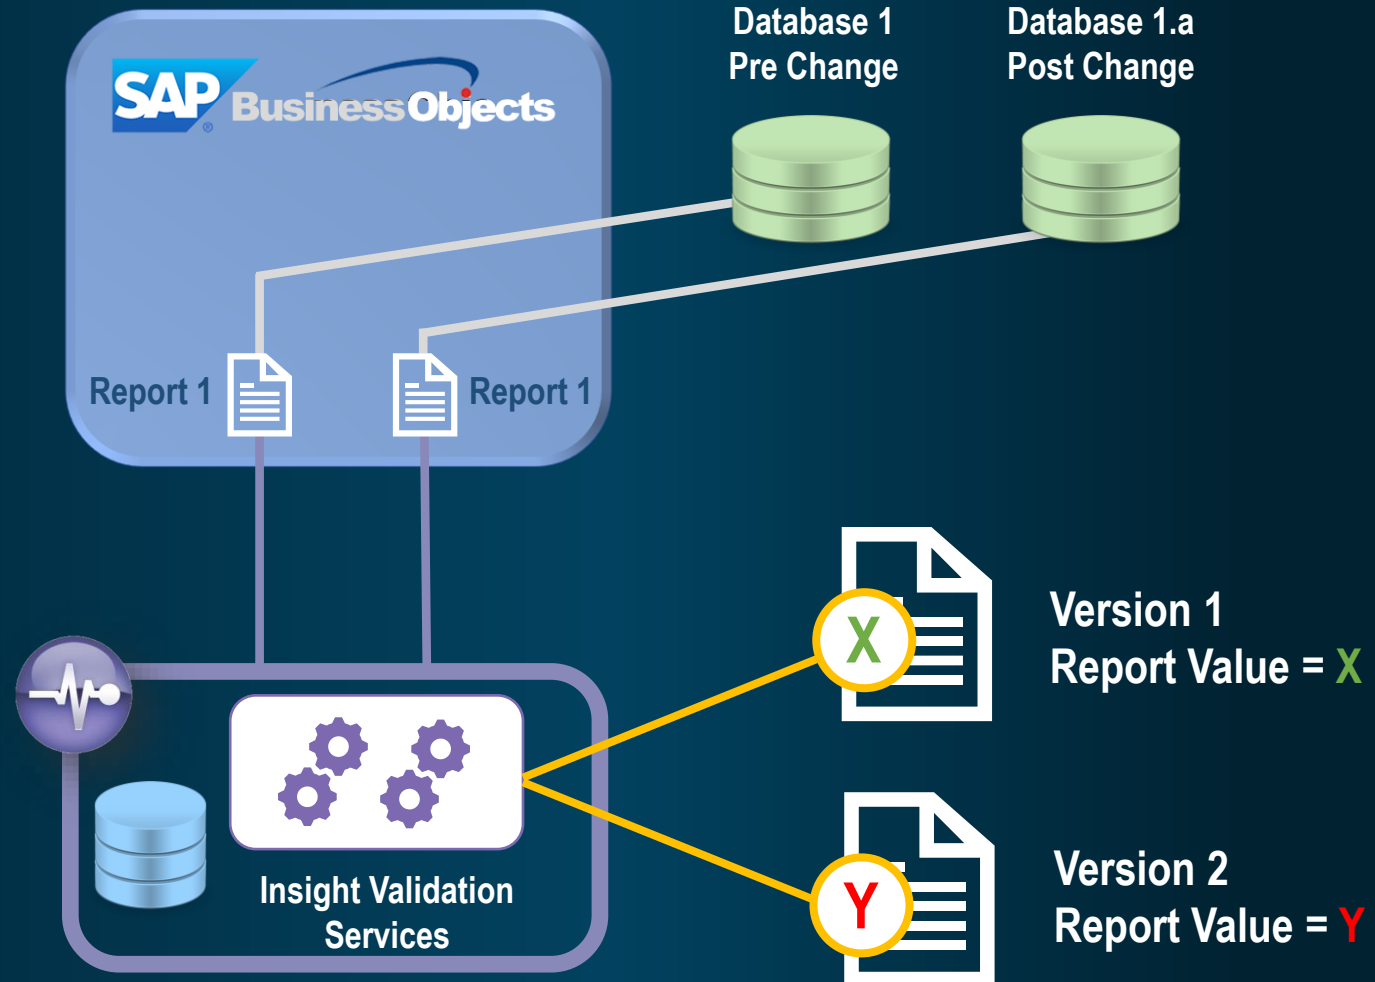 Database 1
Pre Change
Database 1.a
Post Change
SAP
®
BusinessObjects
Report 1
Report 1
X
Version 1
Report Value = X
Insight Validation
Services
Y
Version 2
Report Value = Y